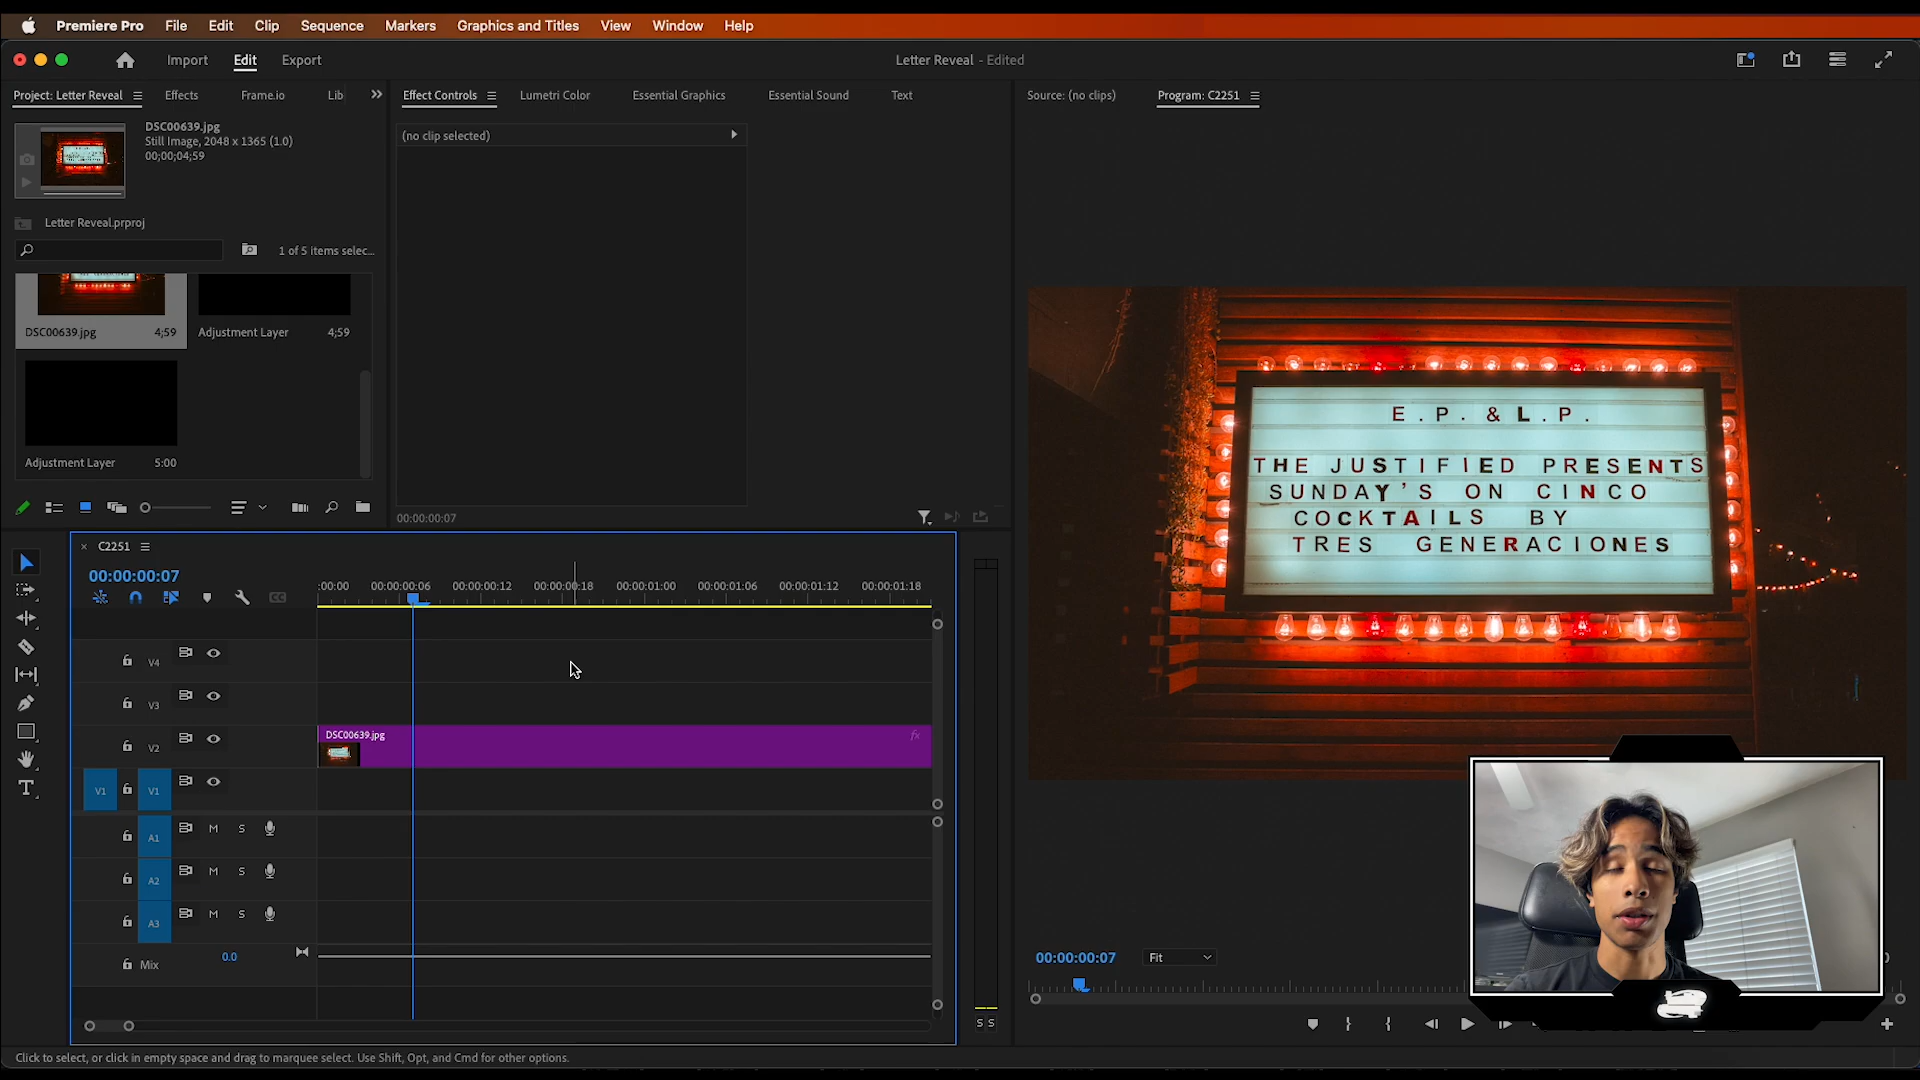 Premiere Pro File Edit Clip Sequence Markers Graphics and Titles View Window Help
Import Edit Export
Letter Reveal - Edited
Project: Letter Reveal Effects Frame.io Lib
Effect Controls Lumetri Color Essential Graphics Essential Sound Text
Source: (no clips) Program: C2251
DSC00639.jpg
Still Image, 2048 x 1365 (1.0)
00;00;04;59
(no clip selected)
Letter Reveal.prproj
1 of 5 items selec...
DSC00639.jpg 4;59
Adjustment Layer 4;59
Adjustment Layer 5:00
00:00:00:07
E.P. & L.P.
THE JUSTIFIED PRESENTS
SUNDAY'S ON CINCO
COCKTAILS BY
TRES GENERACIONES
C2251
00:00:00:07
:00:00 00:00:00:06 00:00:00:12 00:00:00:18 00:00:01:00 00:00:01:06 00:00:01:12 00:00:01:18
V4
V3
DSC00639.jpg fx
V2
V1 V1
A1 M S
A2 M S
A3 M S
Mix 0.0
S S
00:00:00:07 Fit
Click to select, or click in empty space and drag to marquee select. Use Shift, Opt, and Cmd for other options.